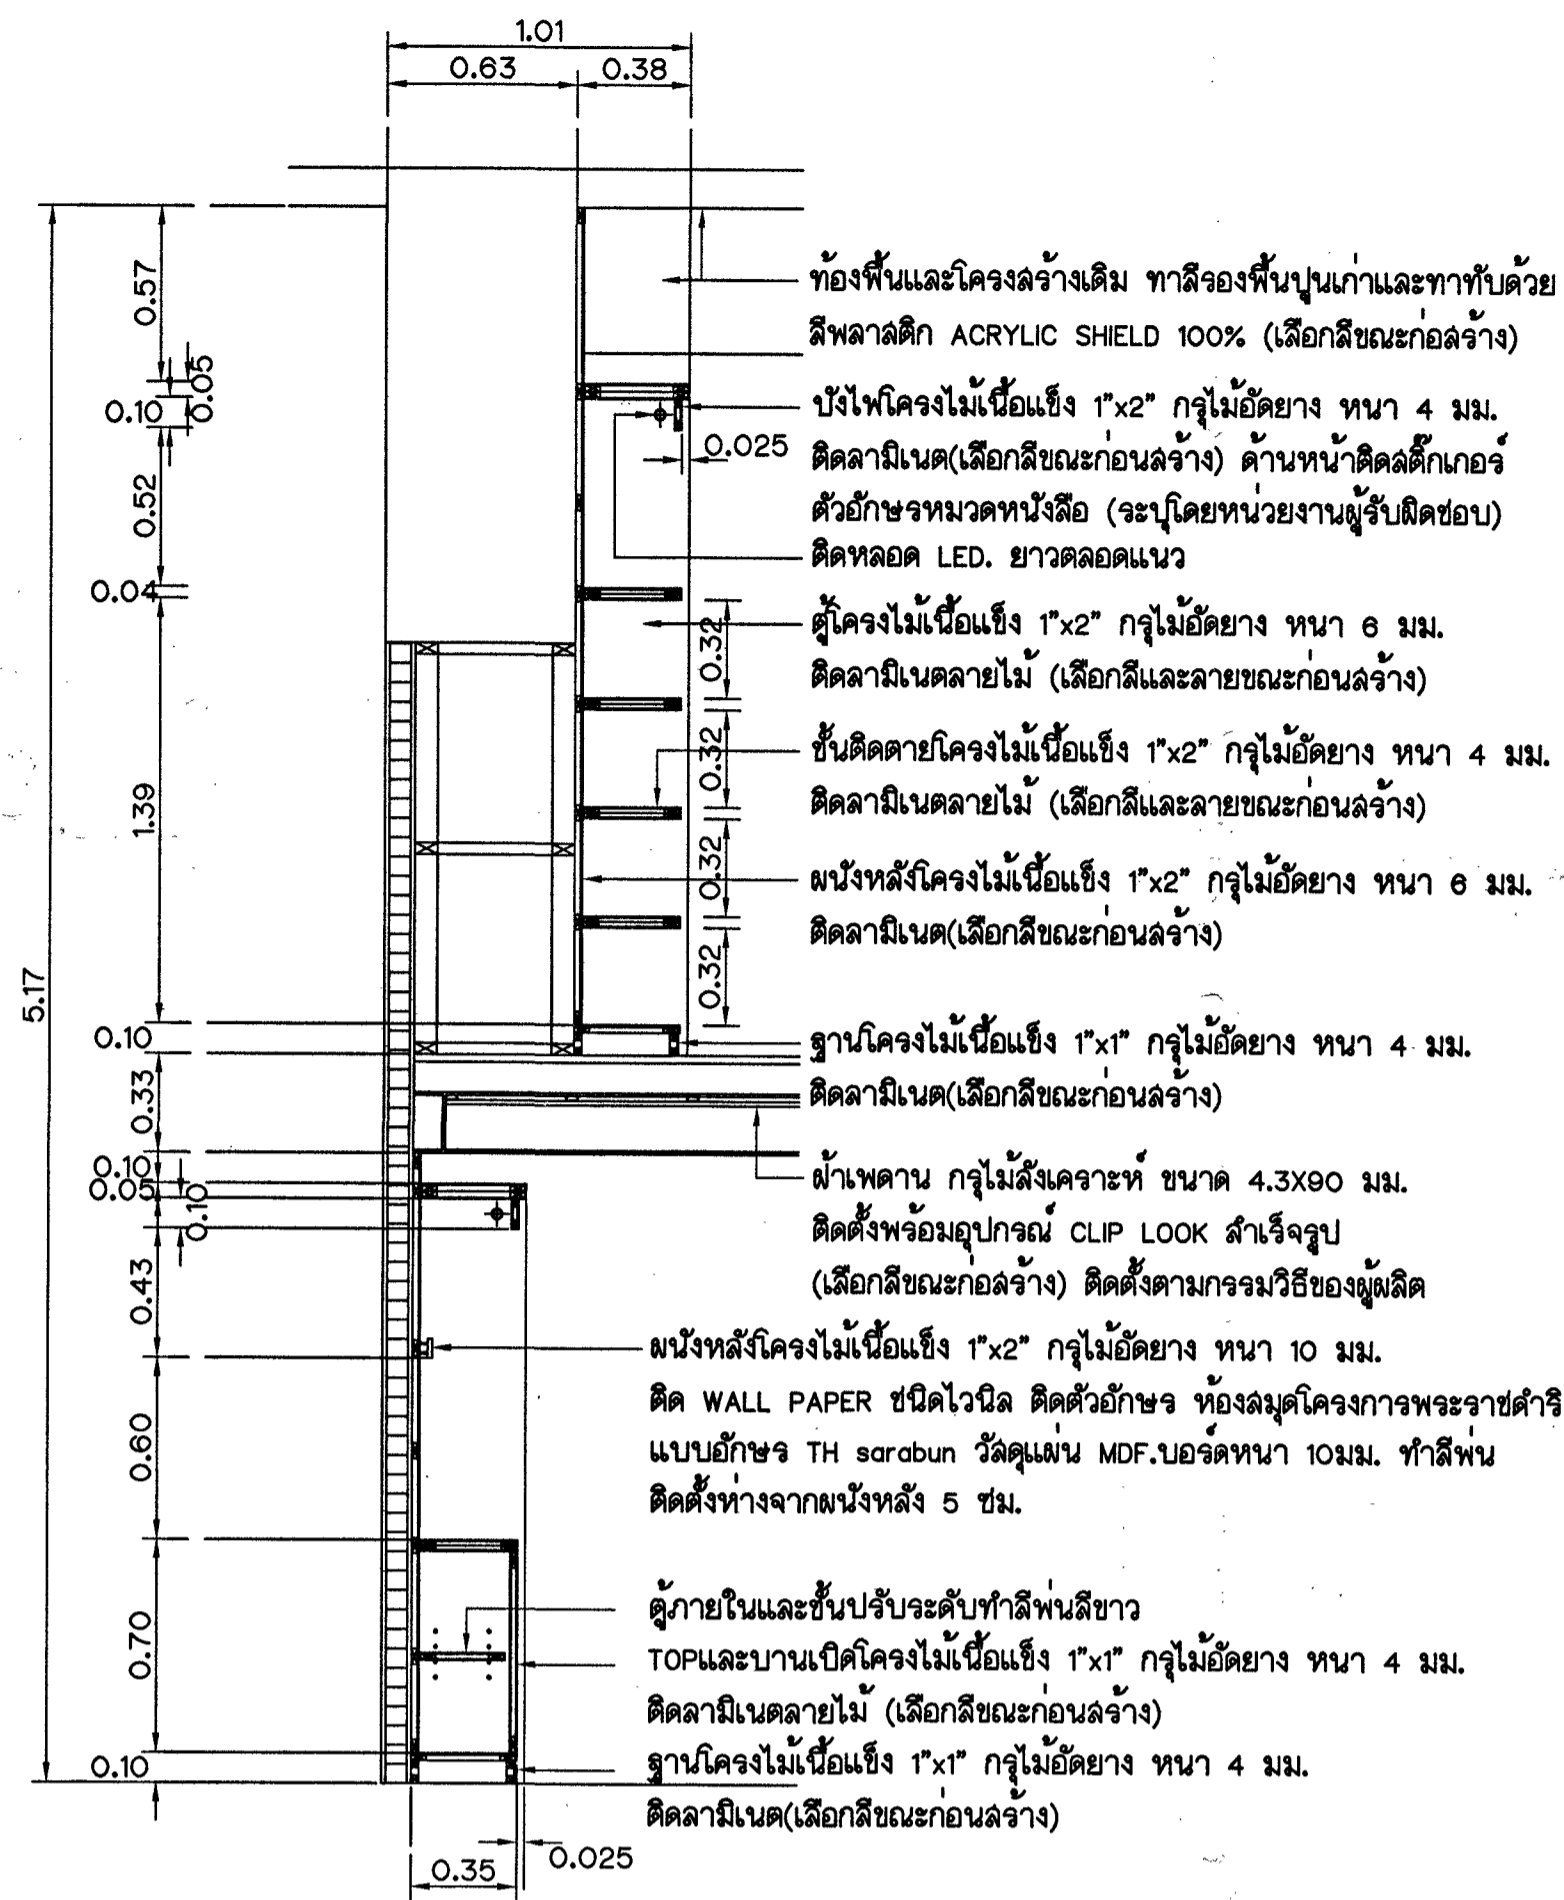 1.01
0.63
0.38
ท้องพื้นและโครงสร้างเดิม ทาสีรองพื้นปูนเก่าและทาทับด้วย
สีพลาสติก ACRYLIC SHIELD 100% (เลือกสีขณะก่อสร้าง)
0.57
0.05
0.10
บังไฟโครงไม้เนื้อแข็ง 1"x2" กรุไม้อัดยาง หนา 4 มม.
0.025
ติดลามิเนต(เลือกสีขณะก่อนสร้าง) ด้านหน้าติดสติ๊กเกอร์
ตัวอักษรหมวดหนังสือ (ระบุโดยหน่วยงานผู้รับผิดชอบ)
0.52
ติดหลอด LED. ยาวตลอดแนว
0.04
ตู้โครงไม้เนื้อแข็ง 1"x2" กรุไม้อัดยาง หนา 6 มม.
0.32
ติดลามิเนตลายไม้ (เลือกสีและลายขณะก่อนสร้าง)
ชั้นติดตายโครงไม้เนื้อแข็ง 1"x2" กรุไม้อัดยาง หนา 4 มม.
0.32
ติดลามิเนตลายไม้ (เลือกสีและลายขณะก่อนสร้าง)
1.39
ผนังหลังโครงไม้เนื้อแข็ง 1"x2" กรุไม้อัดยาง หนา 6 มม.
0.32
ติดลามิเนต(เลือกสีขณะก่อนสร้าง)
0.32
5.17
0.10
ฐานโครงไม้เนื้อแข็ง 1"x1" กรุไม้อัดยาง หนา 4 มม.
ติดลามิเนต(เลือกสีขณะก่อนสร้าง)
0.33
0.10
0.05
0.10
ฝ้าเพดาน กรุไม้สังเคราะห์ ขนาด 4.3X90 มม.
ติดตั้งพร้อมอุปกรณ์ CLIP LOOK สำเร็จรูป
(เลือกสีขณะก่อสร้าง) ติดตั้งตามกรรมวิธีของผู้ผลิต
0.43
ผนังหลังโครงไม้เนื้อแข็ง 1"x2" กรุไม้อัดยาง หนา 10 มม.
ติด WALL PAPER ชนิดไวนิล ติดตัวอักษร ห้องสมุดโครงการพระราชดำริ
แบบอักษร TH sarabun วัสดุแผ่น MDF.บอร์ดหนา 10มม. ทำสีพ่น
ติดตั้งห่างจากผนังหลัง 5 ซม.
0.60
ตู้ภายในและชั้นปรับระดับทำสีพ่นสีขาว
TOPและบานเปิดโครงไม้เนื้อแข็ง 1"x1" กรุไม้อัดยาง หนา 4 มม.
ติดลามิเนตลายไม้ (เลือกสีขณะก่อนสร้าง)
0.70
0.10
ฐานโครงไม้เนื้อแข็ง 1"x1" กรุไม้อัดยาง หนา 4 มม.
ติดลามิเนต(เลือกสีขณะก่อนสร้าง)
0.35
0.025